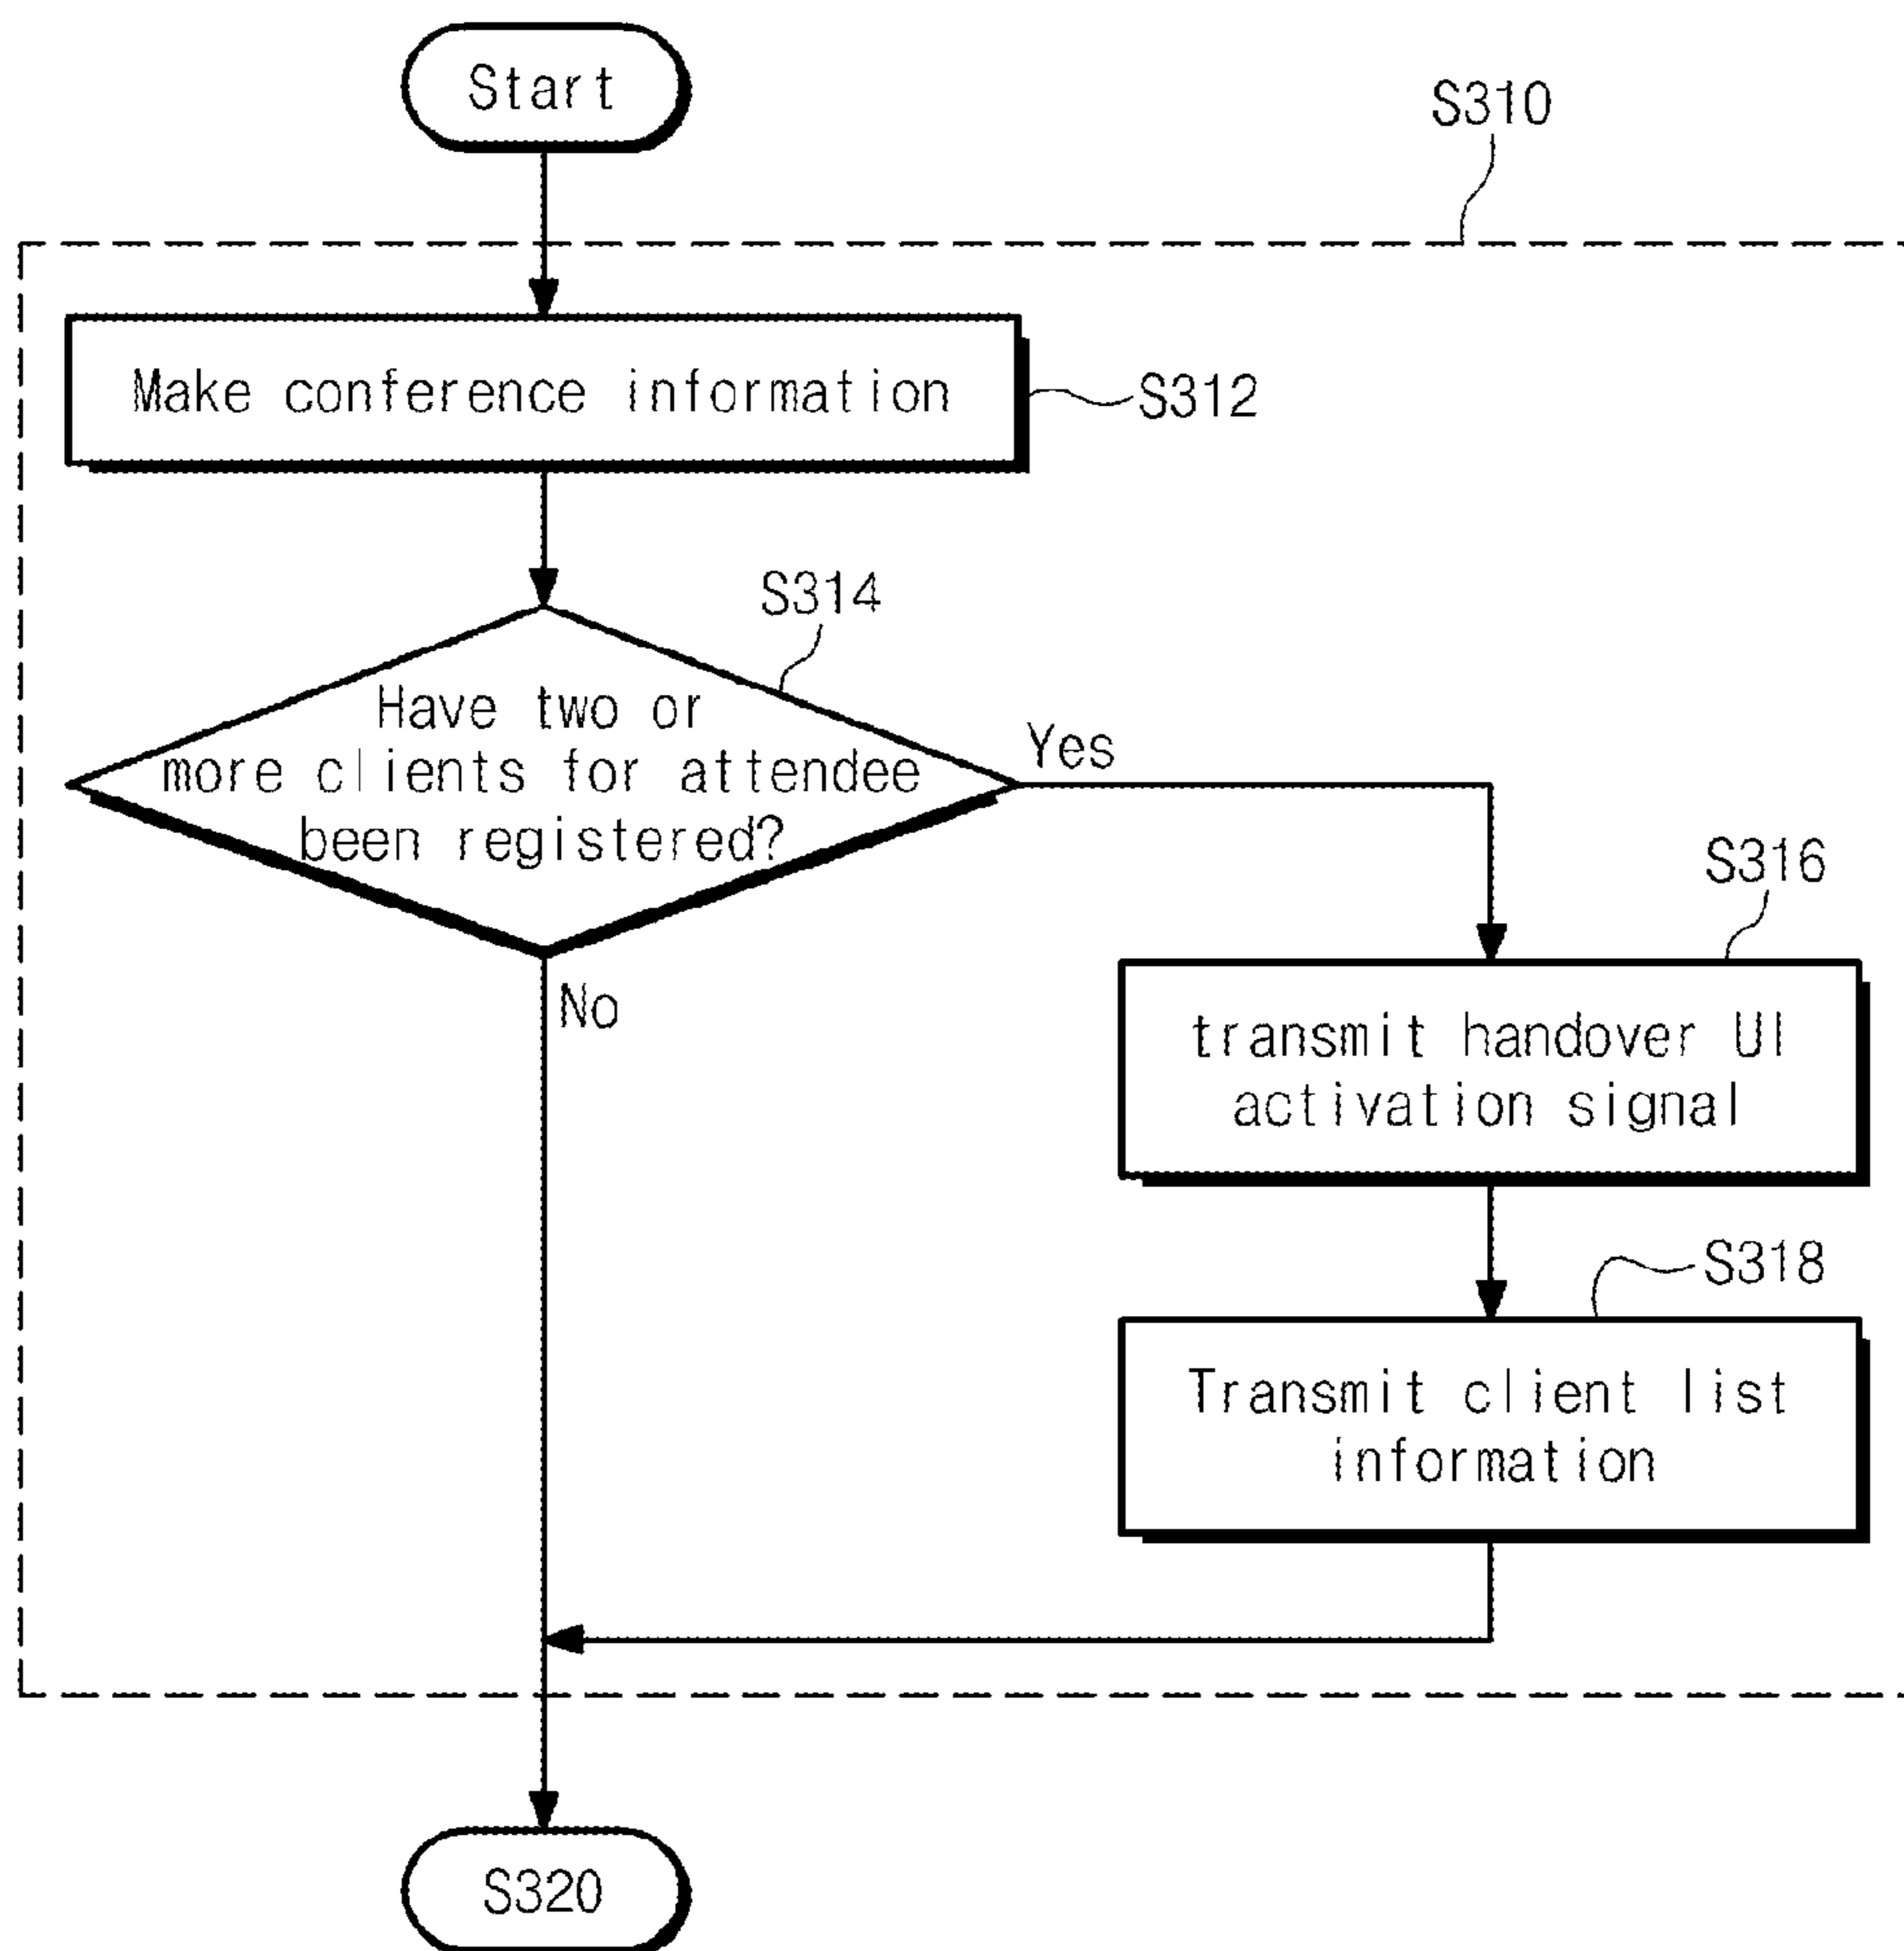 Start
S310
Make conference information
S312
S314
Have two or
more clients for attendee
been registered?
Yes
No
S316
transmit handover UI
activation signal
S318
Transmit client list
information
S320